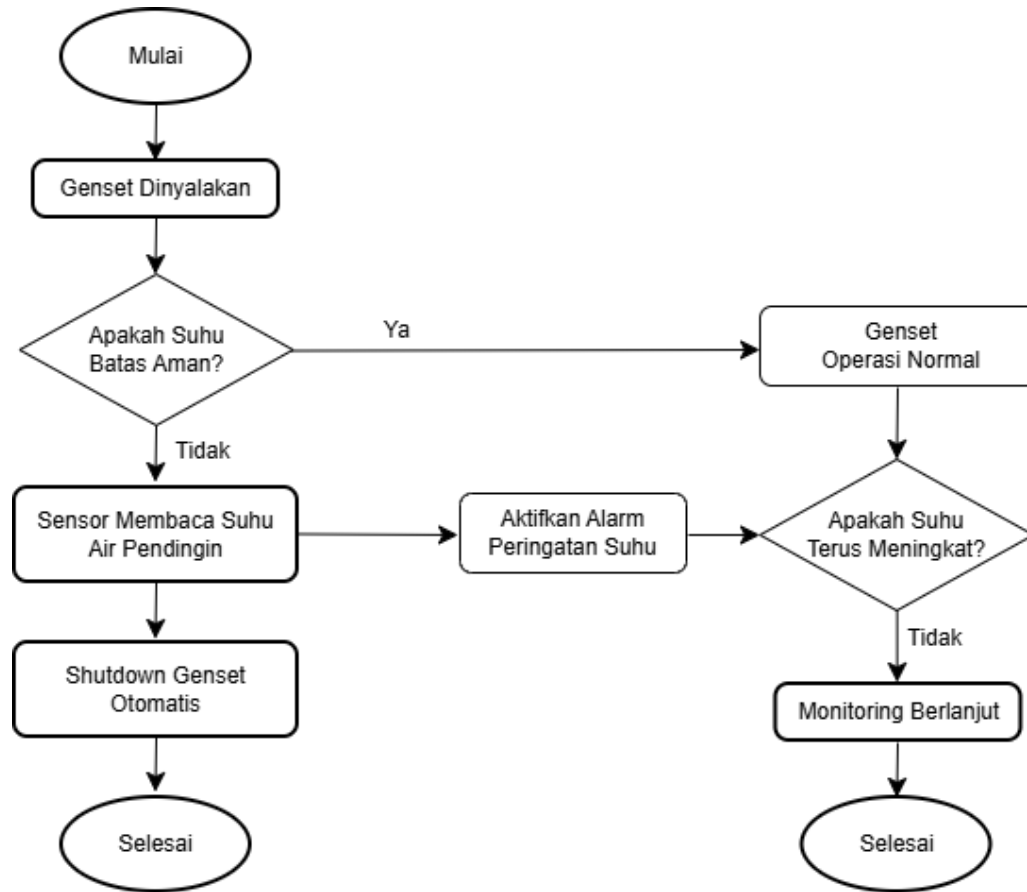 Mulai
Genset Dinyalakan
Apakah Suhu
Batas Aman?
Ya
Genset
Operasi Normal
Tidak
Sensor Membaca Suhu
Air Pendingin
Aktifkan Alarm
Peringatan Suhu
Apakah Suhu
Terus Meningkat?
Tidak
Shutdown Genset
Otomatis
Monitoring Berlanjut
Selesai
Selesai